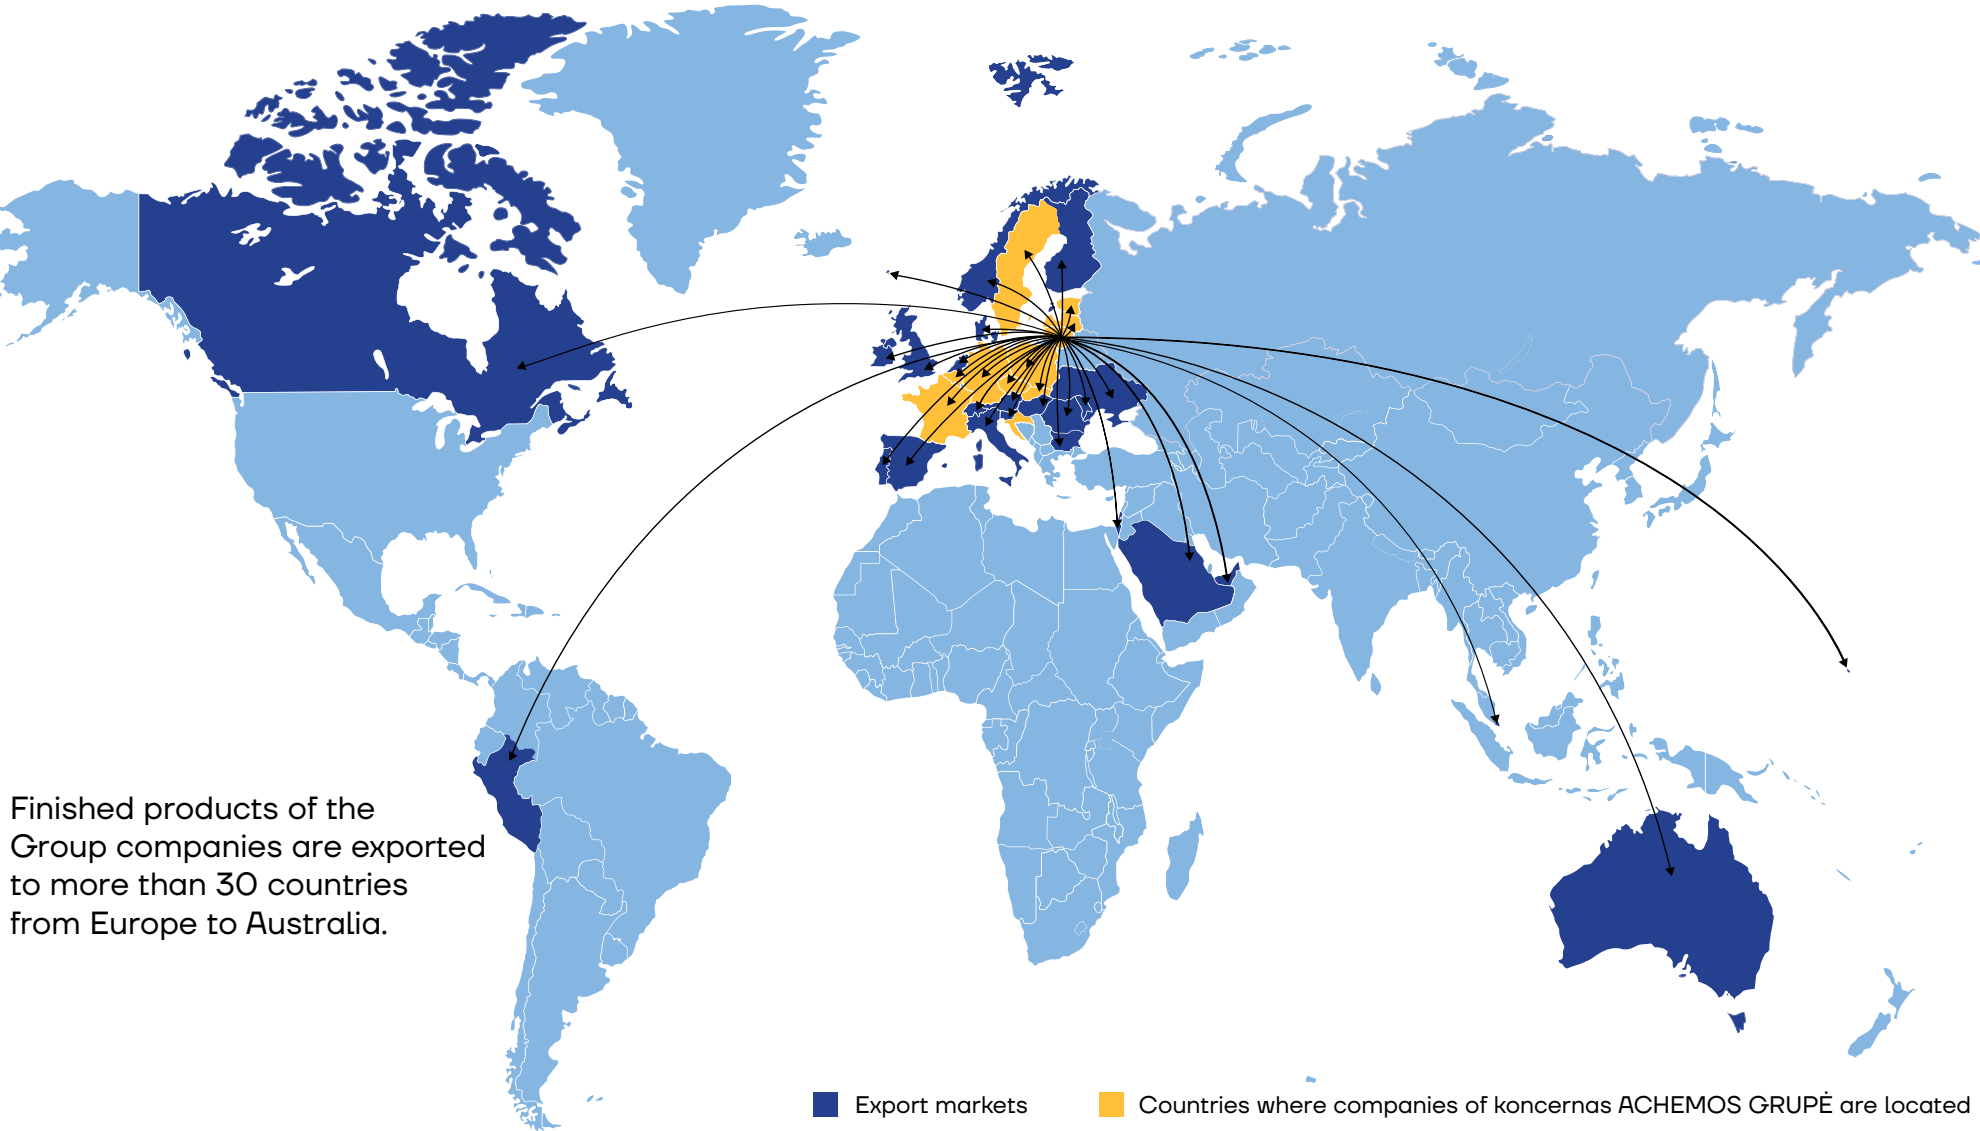 Finished products of the
Group companies are exported
to more than 30 countries
from Europe to Australia.
Export markets
Countries where companies of koncernas ACHEMOS GRUPĖ are located